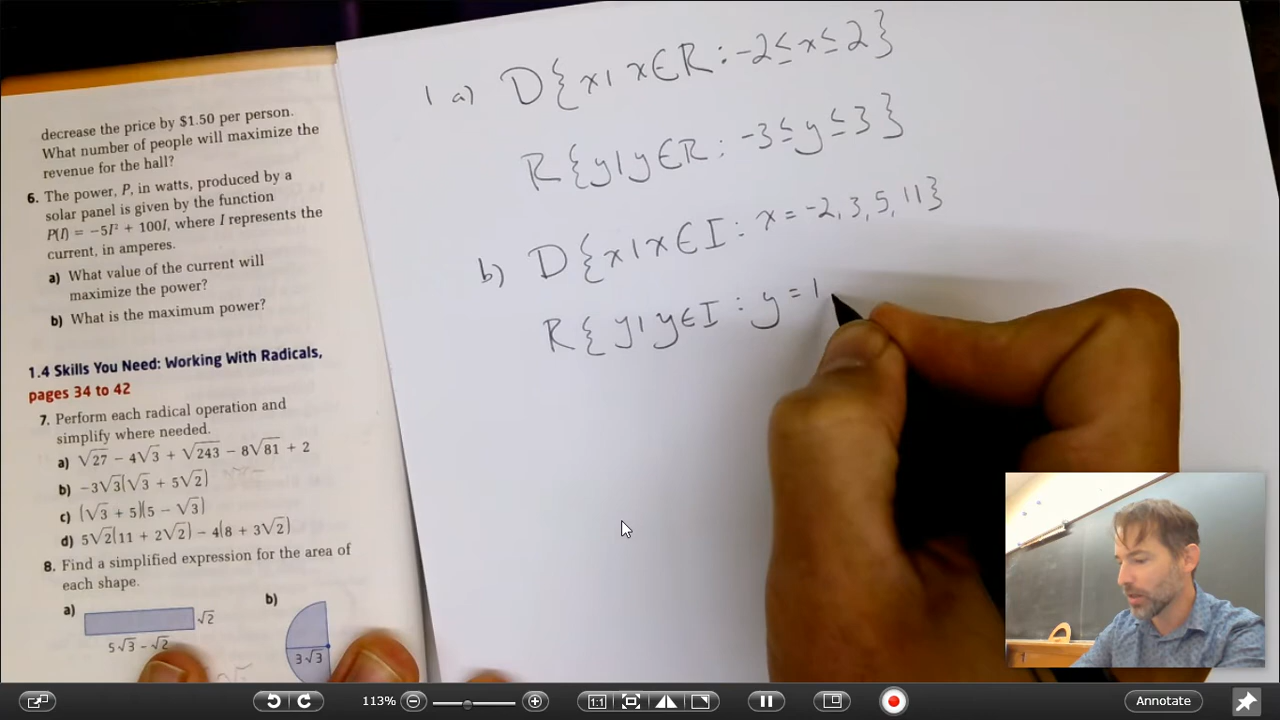 decrease the price by $1.50 per person.
What number of people will maximize the
revenue for the hall?
6. The power, P, in watts, produced by a
solar panel is given by the function
P(I) = −5I² + 100I, where I represents the
current, in amperes.
a) What value of the current will
maximize the power?
b) What is the maximum power?
1.4 Skills You Need: Working With Radicals,
pages 34 to 42
7. Perform each radical operation and
simplify where needed.
a) √27 − 4√3 + √243 − 8√81 + 2
b) −3√3(√3 + 5√2)
c) (√3 + 5)(5 − √3)
d) 5√2(11 + 2√2) − 4(8 + 3√2)
8. Find a simplified expression for the area of
each shape.
a)
√2
5√3 − √2
b)
3√3
1 a) D{x | x∈R : -2 ≤ x ≤ 2}
R{y | y∈R : -3 ≤ y ≤ 3}
b) D{x | x∈I : x = -2, 3, 5, 11}
R{ y | y∈I : y = 1
113%
1:1
Annotate